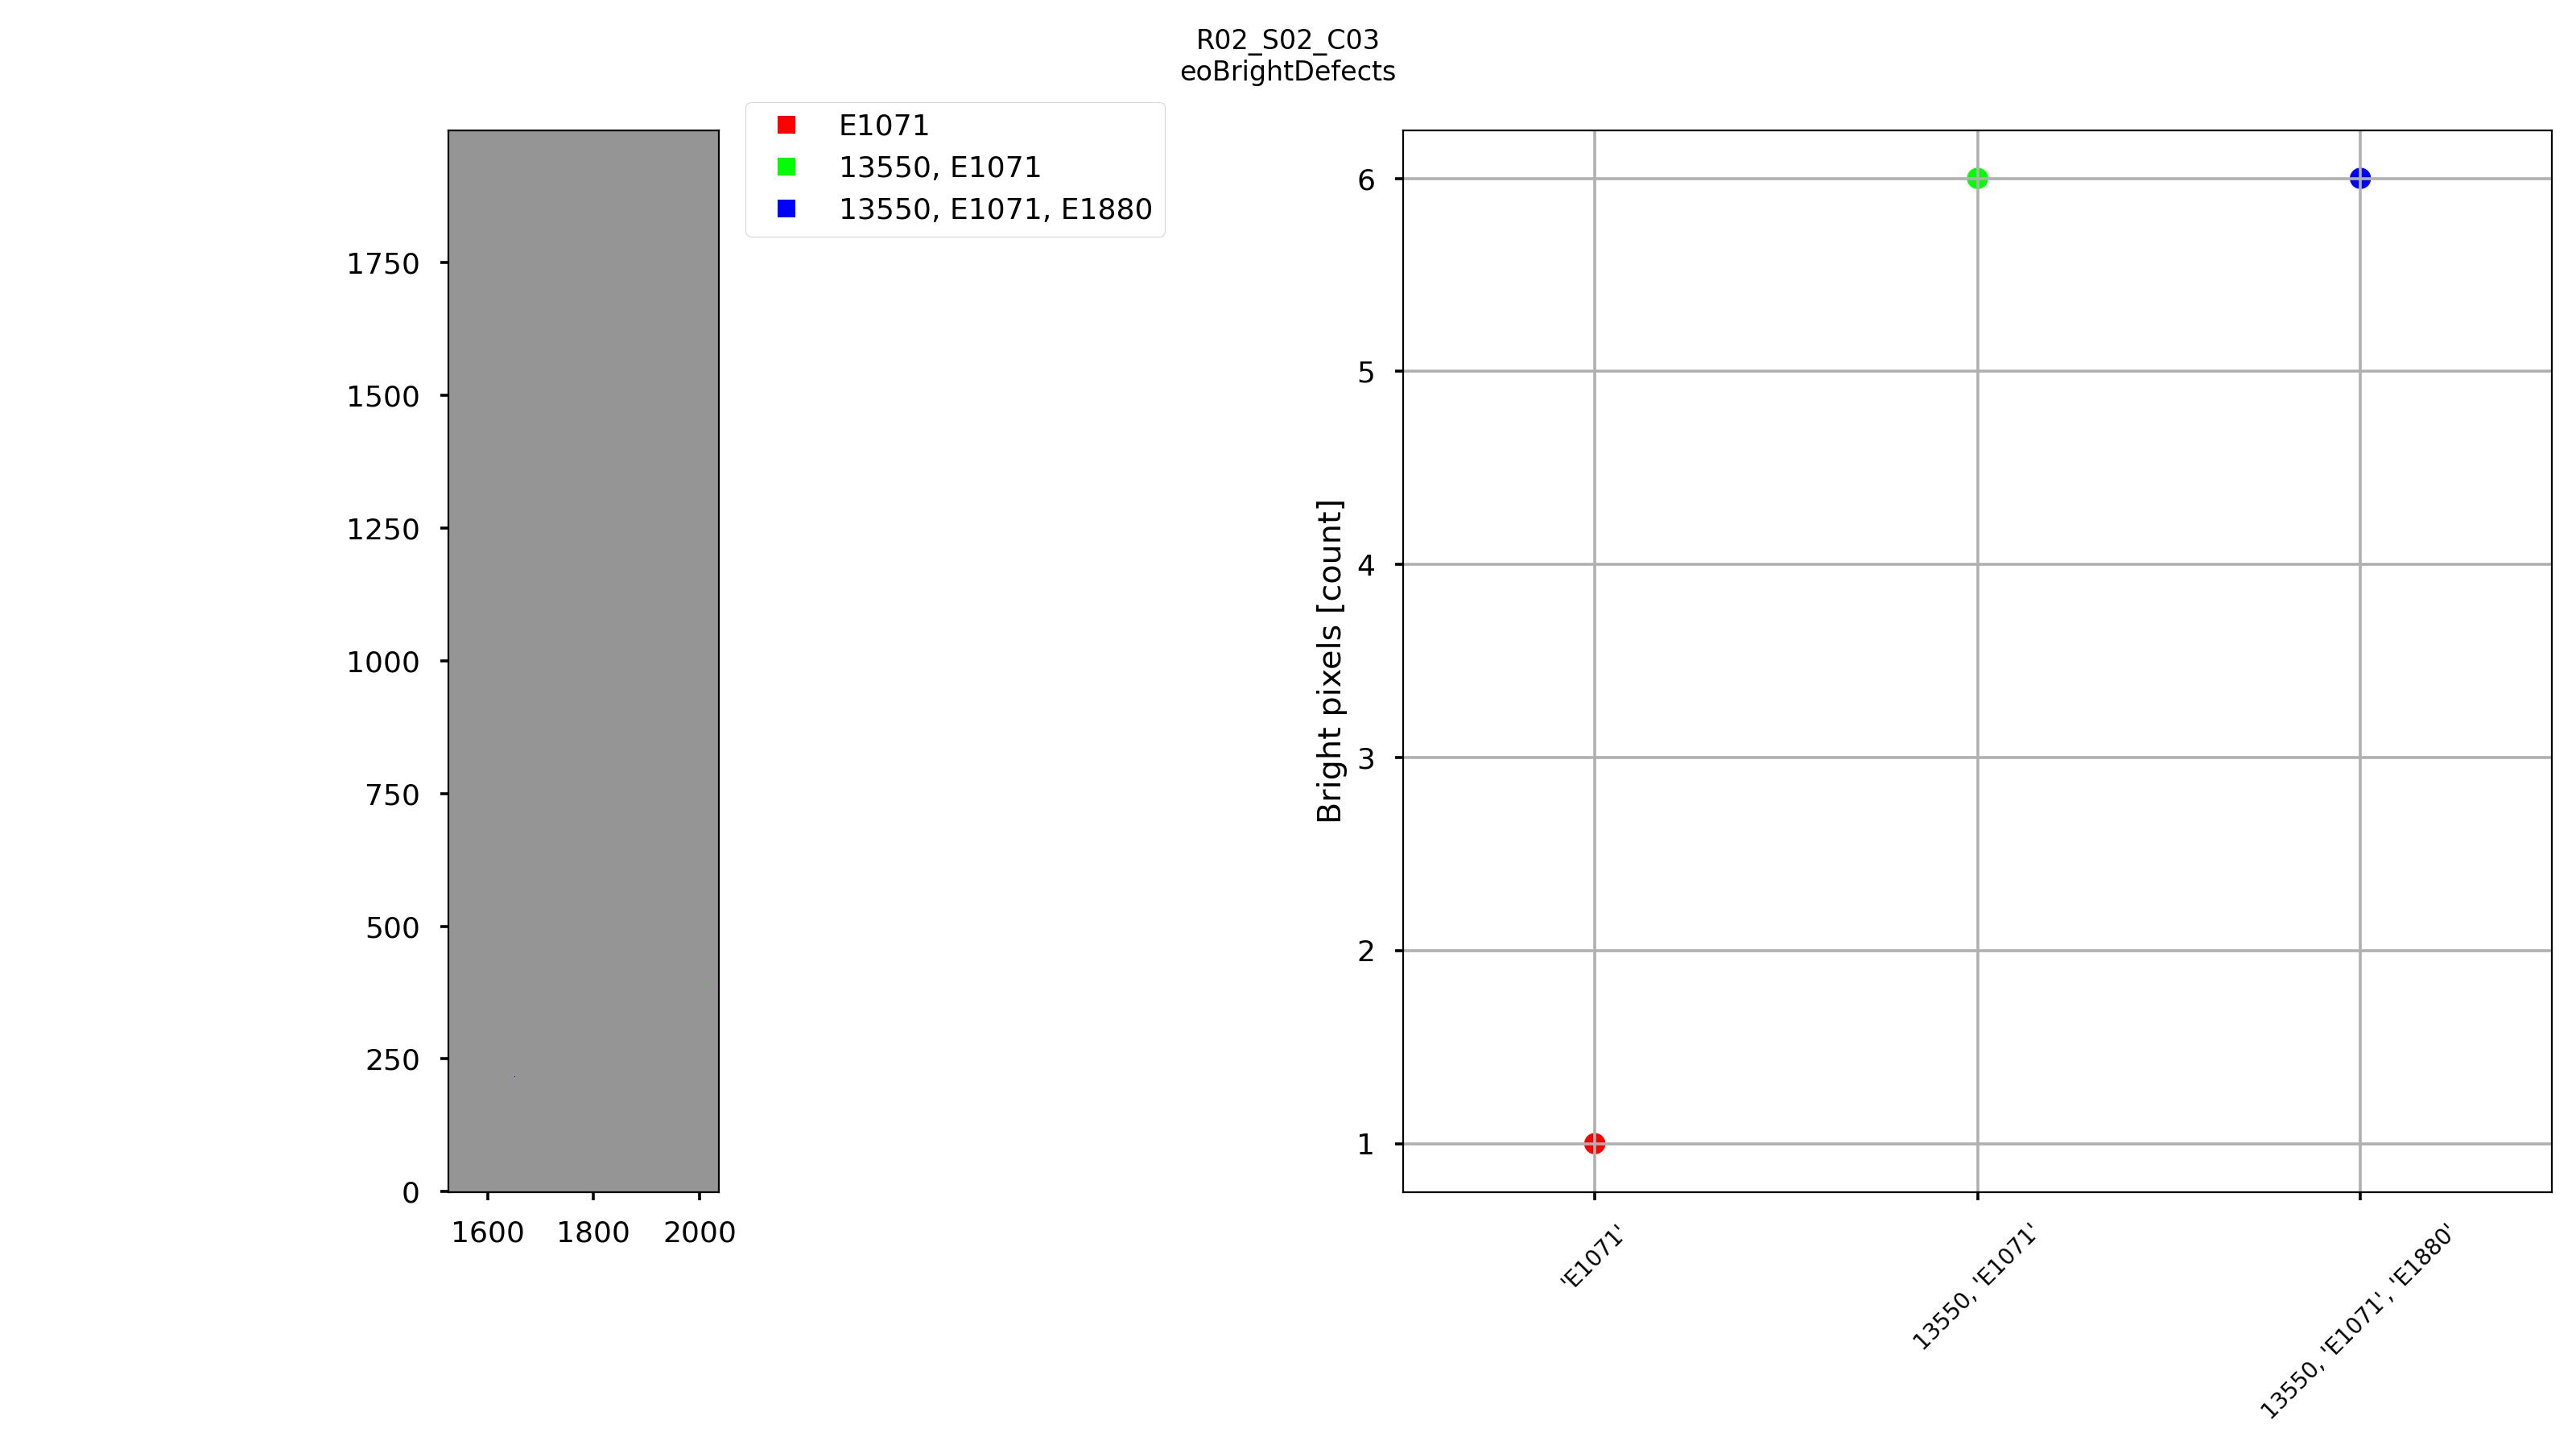 R02_S02_C03
eoBrightDefects
E1071
13550, E1071
13550, E1071, E1880
1750
1500
1250
1000
750
500
250
0
1600 1800 2000
Bright pixels [count]
6
5
4
3
2
1
'E1071'
13550, 'E1071'
13550, 'E1071', 'E1880'